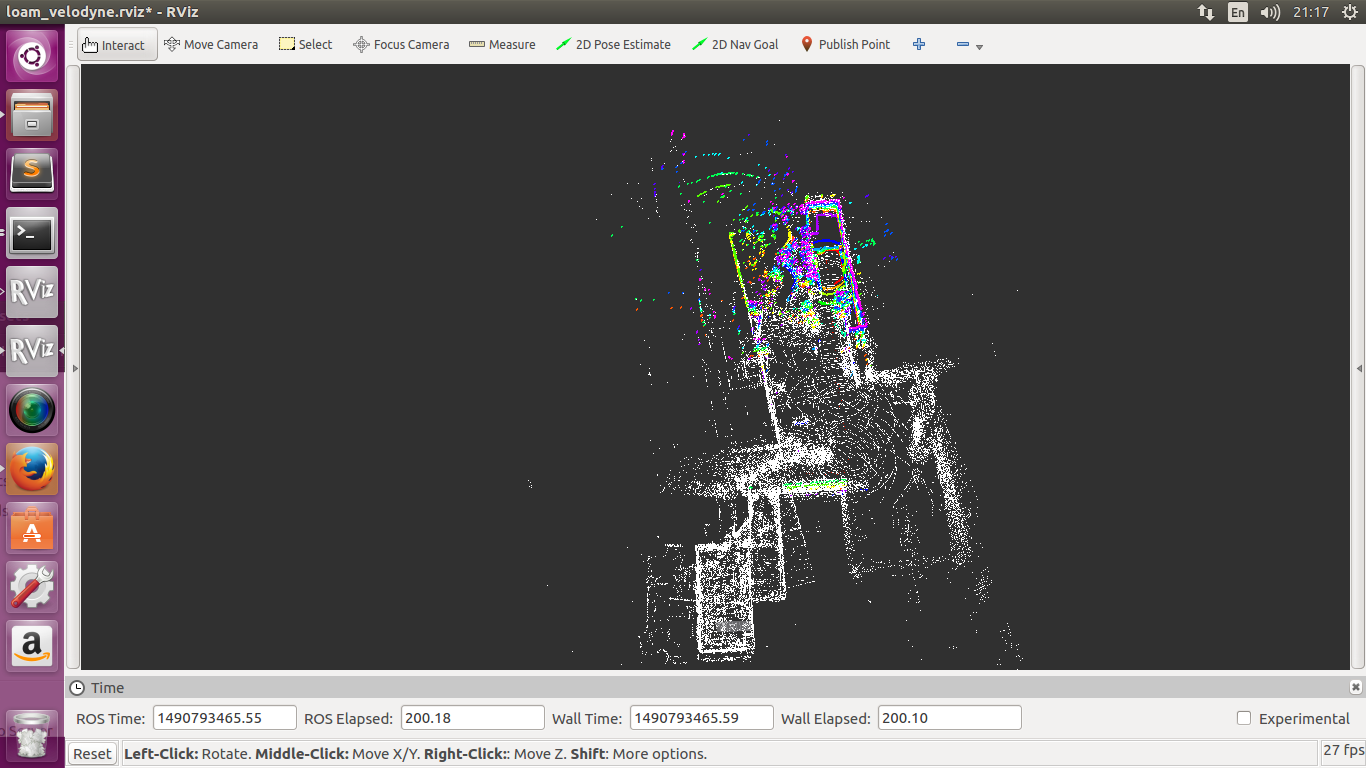 loam_velodyne.rviz* - RViz En 21:17
Interact Move Camera Select Focus Camera Measure 2D Pose Estimate 2D Nav Goal Publish Point
S
>_
RViz
RViz
A
a
Time
ROS Time: 1490793465.55 ROS Elapsed: 200.18 Wall Time: 1490793465.59 Wall Elapsed: 200.10 Experimental
Reset Left-Click: Rotate. Middle-Click: Move X/Y. Right-Click:: Move Z. Shift: More options. 27 fps